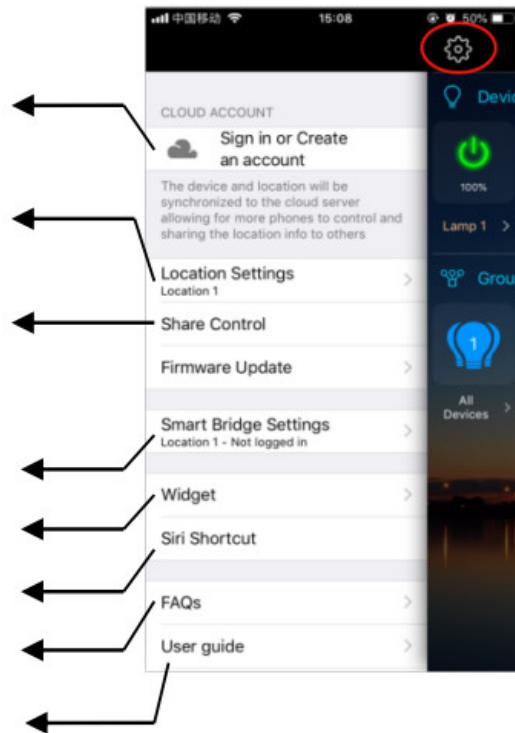 中国移动
15:08
50%
CLOUD ACCOUNT
Sign in or Create
an account
The device and location will be
synchronized to the cloud server
allowing for more phones to control and
sharing the location info to others
Location Settings
Location 1
Share Control
Firmware Update
Smart Bridge Settings
Location 1 - Not logged in
Widget
Siri Shortcut
FAQs
User guide
Devic
100%
Lamp 1
Grou
1
All
Devices